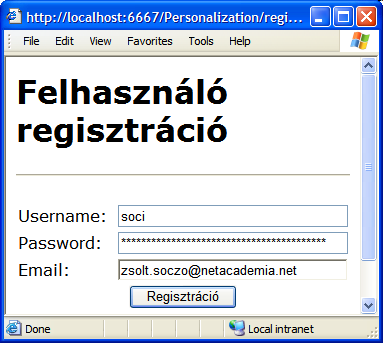 http://localhost:6667/Personalization/regi...
File Edit View Favorites Tools Help
Felhasználó
regisztráció
Username: soci
Password: ****************************************
Email: zsolt.soczo@netacademia.net
Regisztráció
Done Local intranet